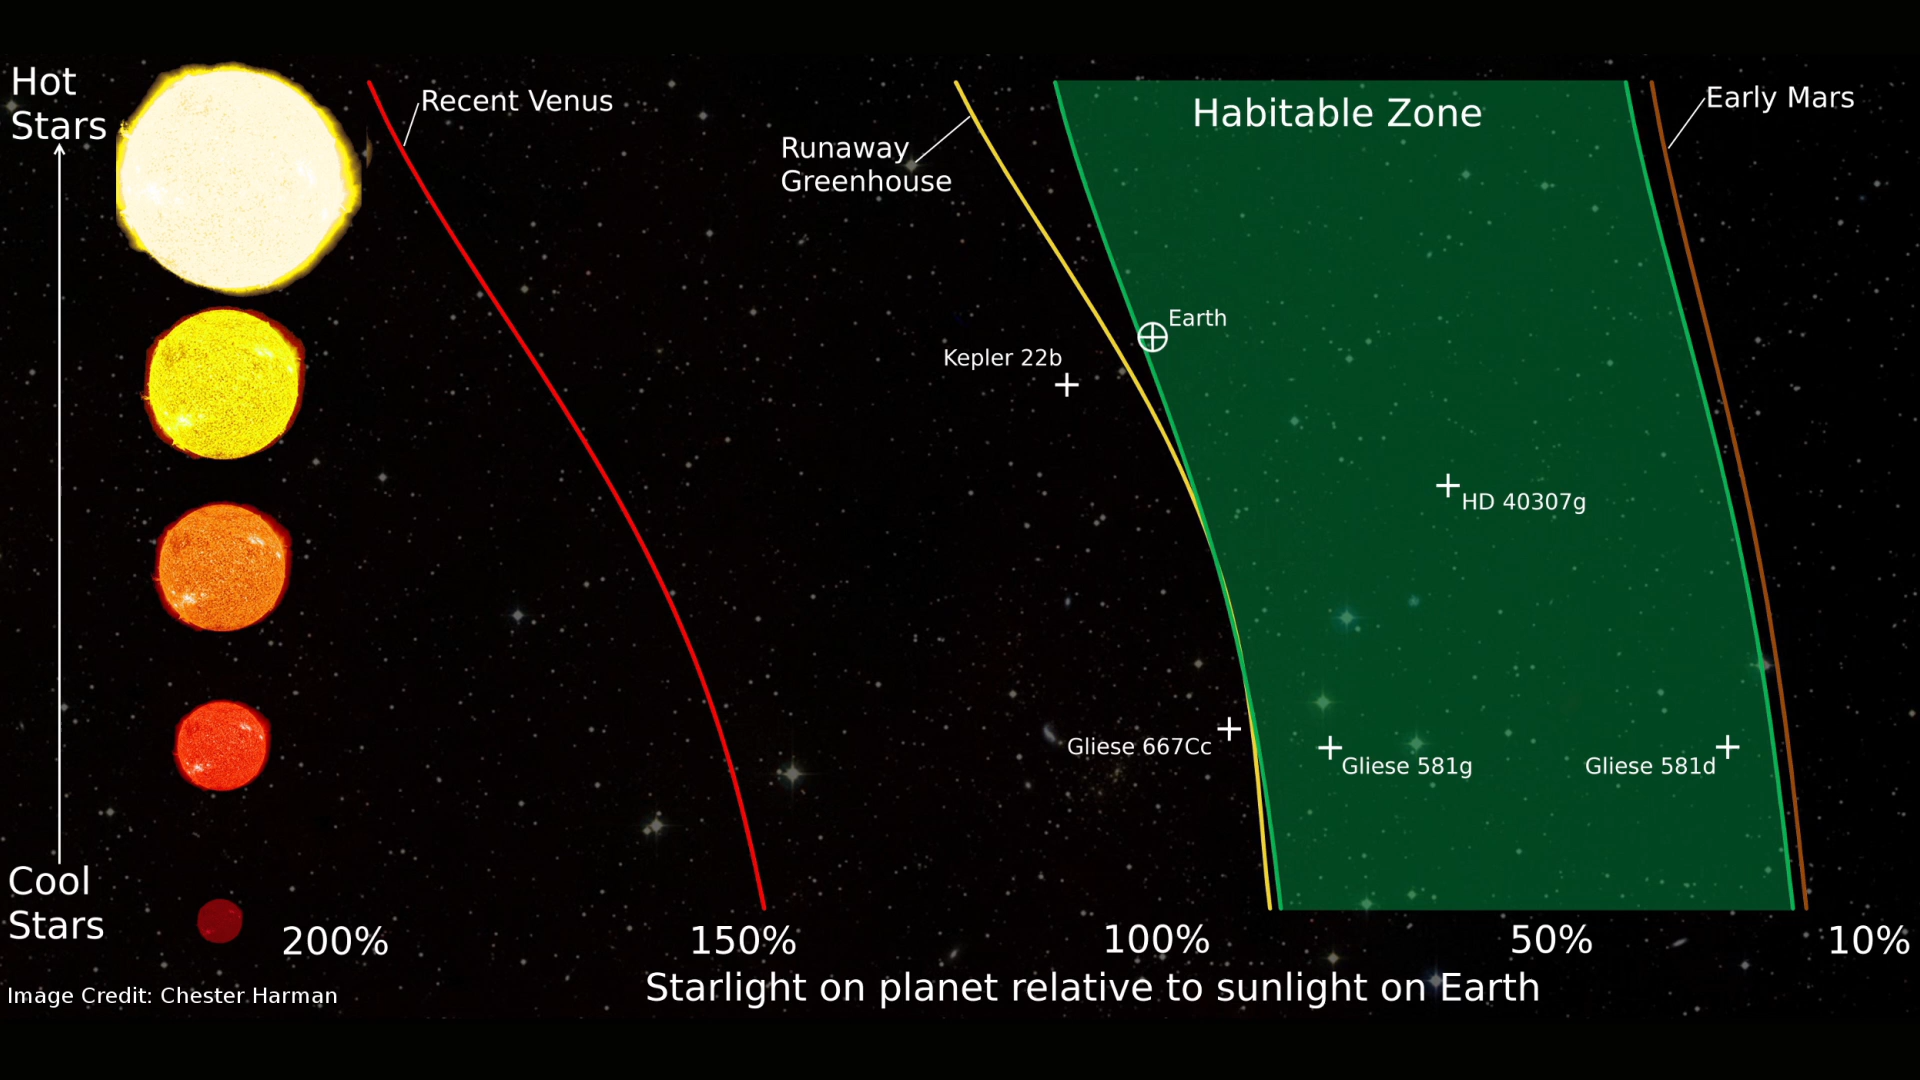 Hot
Stars
Recent Venus
Runaway
Greenhouse
Habitable Zone
Early Mars
Earth
Kepler 22b
HD 40307g
Gliese 667Cc
Gliese 581g
Gliese 581d
Cool
Stars
200%
150%
100%
50%
10%
Starlight on planet relative to sunlight on Earth
Image Credit: Chester Harman